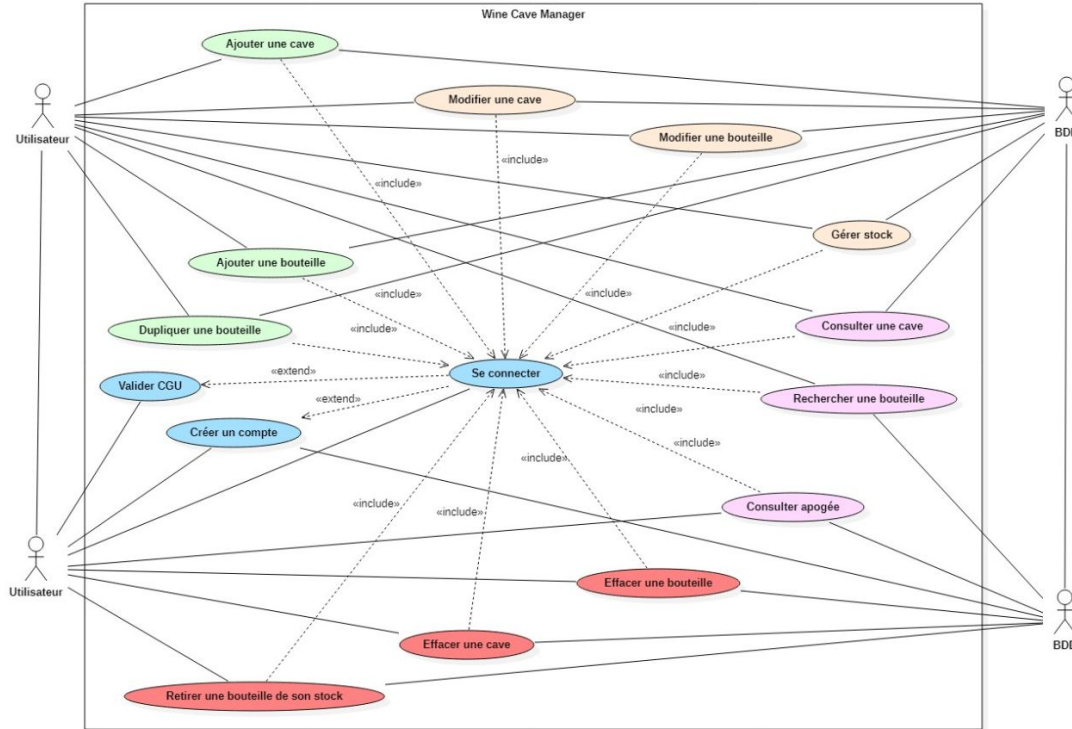 Wine Cave Manager
Ajouter une cave
Modifier une cave
Utilisateur
BDD
Modifier une bouteille
«include»
«include»
Gérer stock
Ajouter une bouteille
«include»
«include»
Dupliquer une bouteille
«include»
«include»
Consulter une cave
Valider CGU
«extend»
Se connecter
«include»
«extend»
Rechercher une bouteille
Créer un compte
«include»
«include»
«include»
«include»
Consulter apogée
Utilisateur
Effacer une bouteille
Effacer une cave
BDD
Retirer une bouteille de son stock